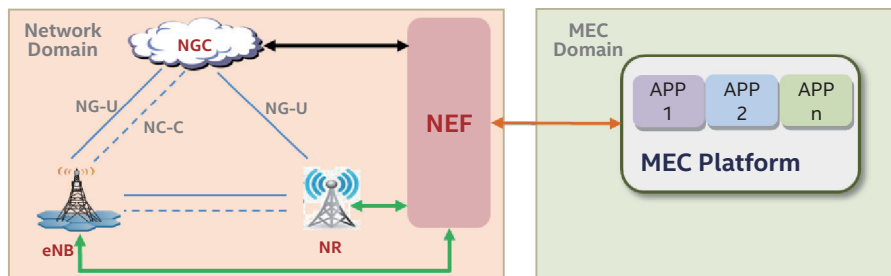 Network
Domain
NGC
NG-U
NC-C
NG-U
NEF
eNB
NR
MEC
Domain
APP
1
APP
2
APP
n
MEC Platform